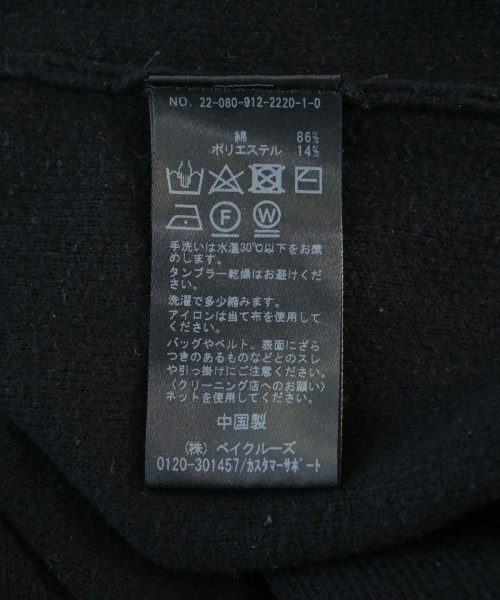 NO. 22-080-912-2220-1-0
綿 86%
ポリエステル 14%
F W
手洗いは水温30℃以下をお薦
めします。
タンブラー乾燥はお避けくださ
い。
洗濯で多少縮みます。
アイロンは当て布を使用して
ください。
バッグやベルト、表面にざら
つきのあるものなどとのスレ
や引っ掛けにご注意ください。
〈クリーニング店へのお願い〉
ネットを使用してください。
中国製
(株) ベイクルーズ
0120-301457/カスタマーサポート